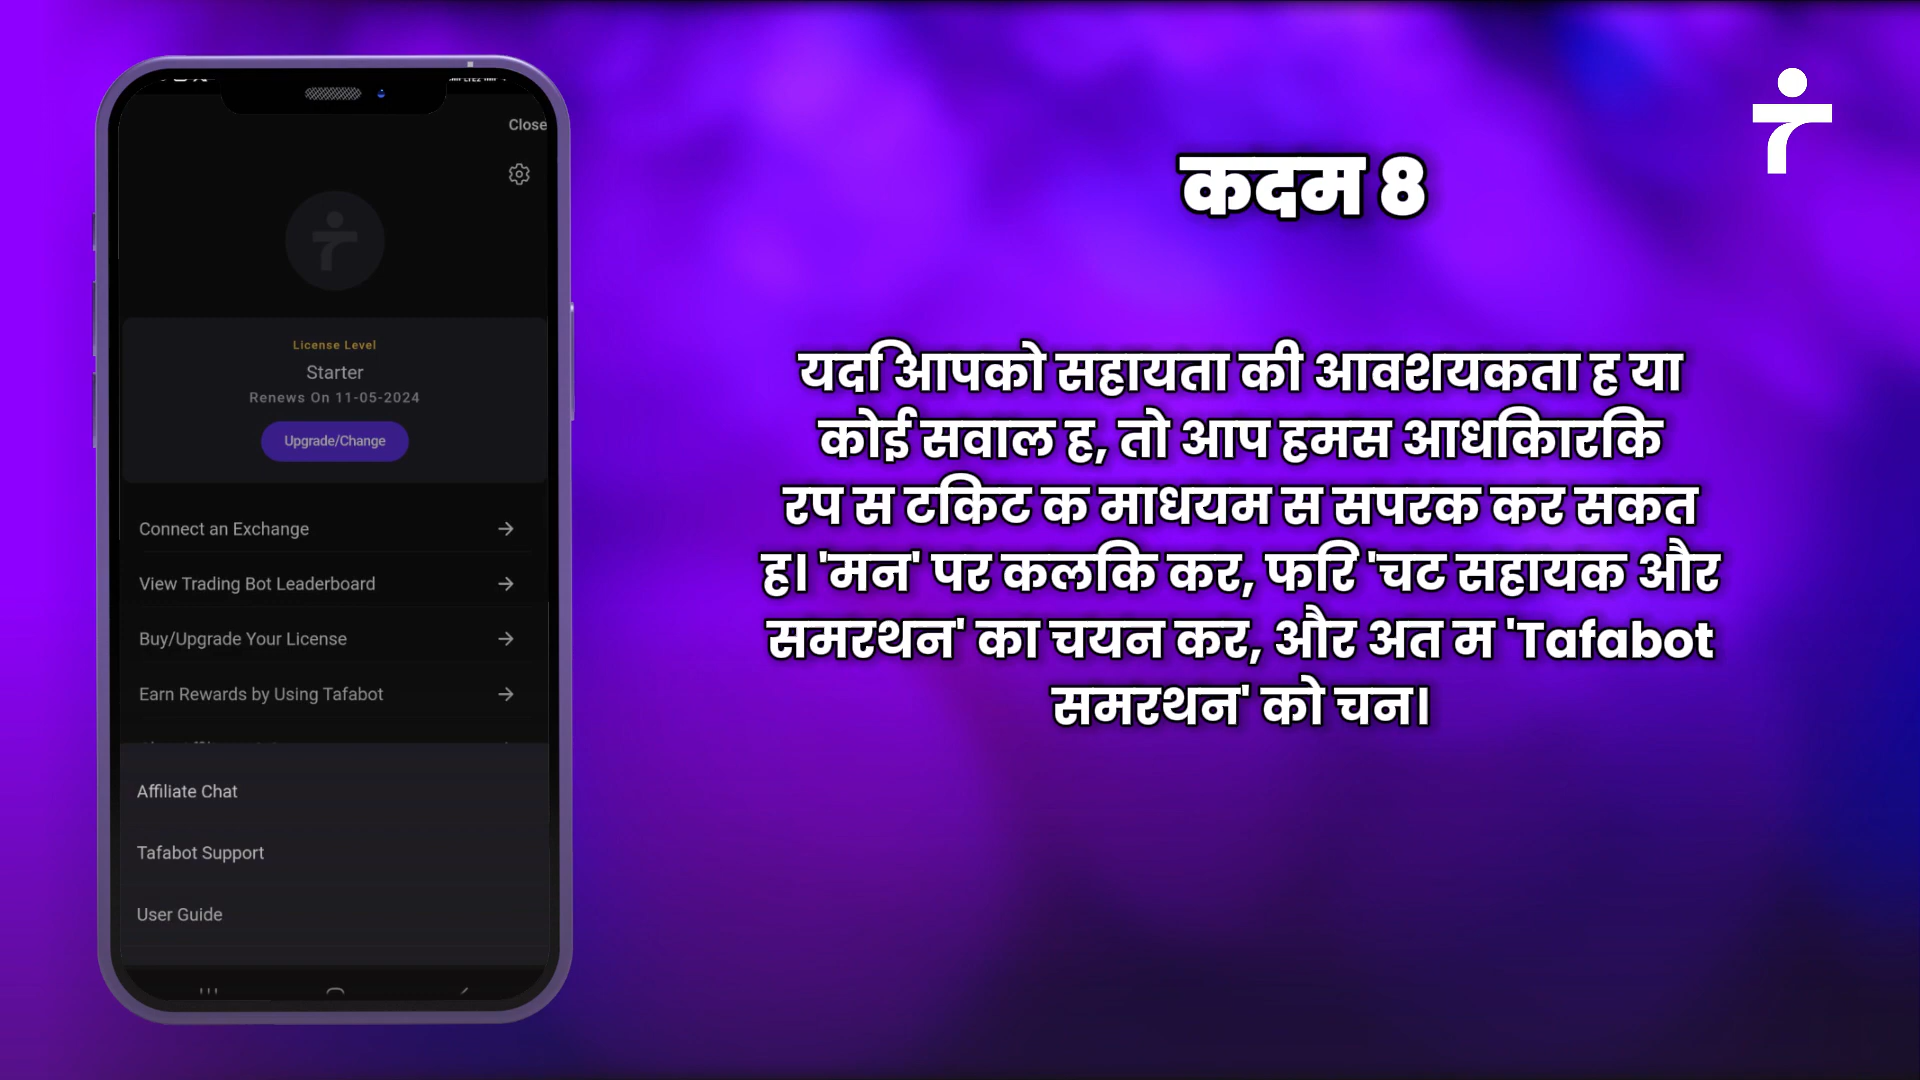 Close
License Level
Starter
Renews On 11-05-2024
Upgrade/Change
Connect an Exchange
View Trading Bot Leaderboard
Buy/Upgrade Your License
Earn Rewards by Using Tafabot
Affiliate Chat
Tafabot Support
User Guide
कदम 8
यदि आपको सहायता की आवशयकता ह या
कोई सवाल ह, तो आप हमस आधिकारिक
रप स टिकट क माधयम स सपरक कर सकत
ह। 'मन' पर कलिक कर, फिर 'चट सहायक और
समरथन' का चयन कर, और अत म 'Tafabot
समरथन' को चन।